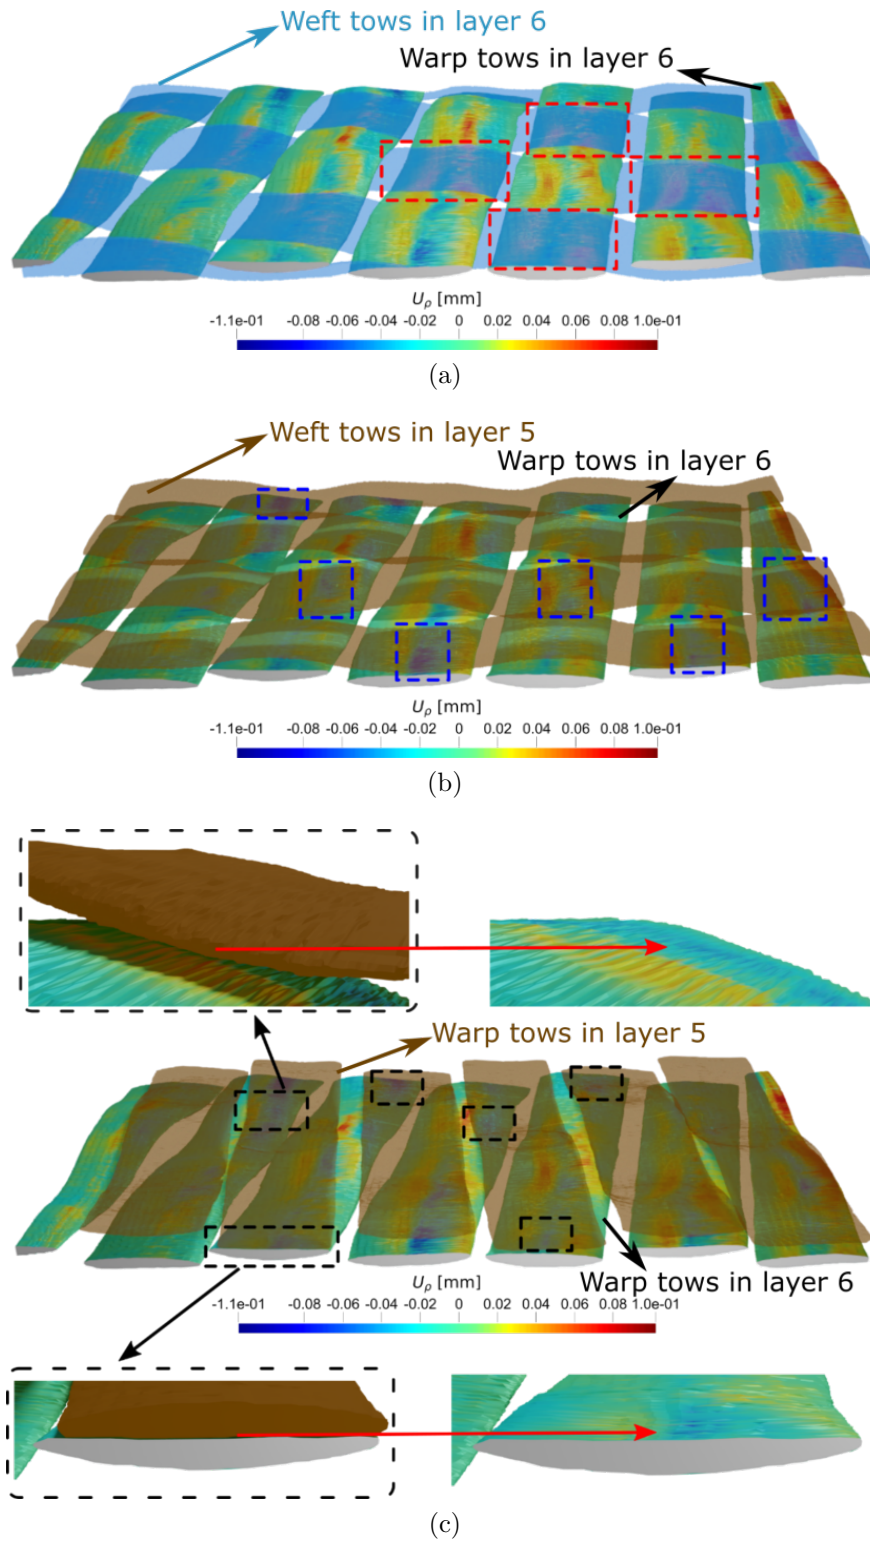 Weft tows in layer 6
Warp tows in layer 6
Uρ [mm]
-1.1e-01 -0.08 -0.06 -0.04 -0.02 0 0.02 0.04 0.06 0.08 1.0e-01
(a)
Weft tows in layer 5
Warp tows in layer 6
Uρ [mm]
-1.1e-01 -0.08 -0.06 -0.04 -0.02 0 0.02 0.04 0.06 0.08 1.0e-01
(b)
Warp tows in layer 5
Warp tows in layer 6
Uρ [mm]
-1.1e-01 -0.08 -0.06 -0.04 -0.02 0 0.02 0.04 0.06 0.08 1.0e-01
(c)